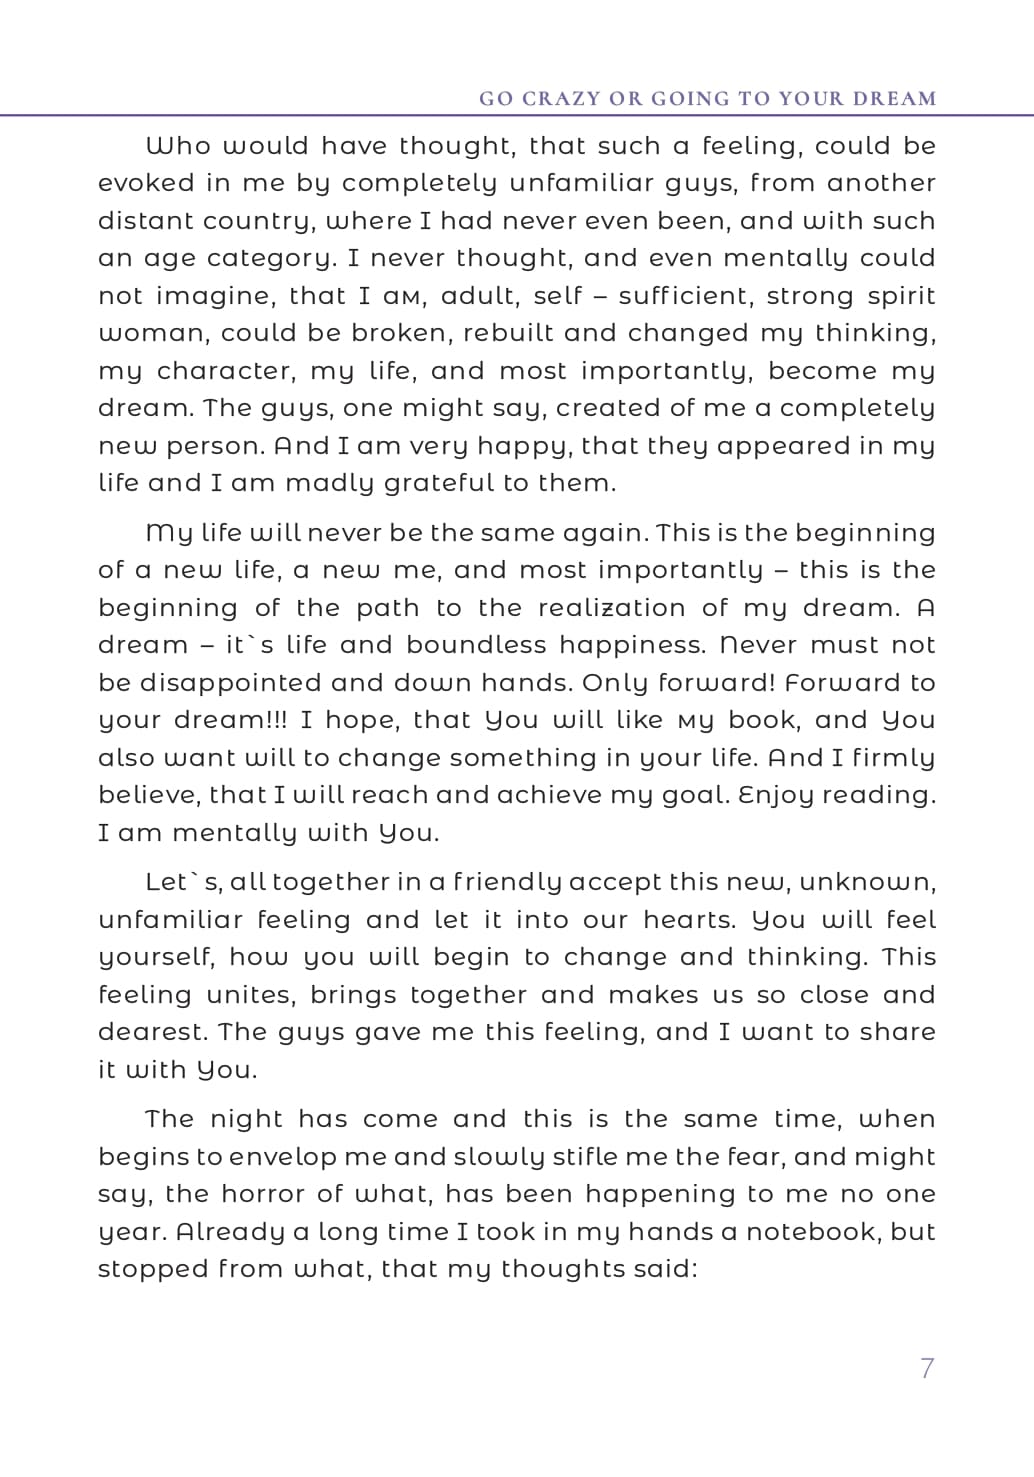 GO CRAZY OR GOING TO YOUR DREAM
Who would have thought, that such a feeling, could be
evoked in me by completely unfamiliar guys, from another
distant country, where I had never even been, and with such
an age category. I never thought, and even mentally could
not imagine, that I aм, adult, self – sufficient, strong spirit
woman, could be broken, rebuilt and changed my thinking,
my character, my life, and most importantly, become my
dream. The guys, one might say, created of me a completely
new person. And I am very happy, that they appeared in my
life and I am madly grateful to them.
My life will never be the same again. This is the beginning
of a new life, a new me, and most importantly – this is the
beginning of the path to the realization of my dream. A
dream – it`s life and boundless happiness. Never must not
be disappointed and down hands. Only forward! Forward to
your dream!!! I hope, that You will like мy book, and You
also want will to change something in your life. And I firmly
believe, that I will reach and achieve my goal. Enjoy reading.
I am mentally with You.
Let`s, all together in a friendly accept this new, unknown,
unfamiliar feeling and let it into our hearts. You will feel
yourself, how you will begin to change and thinking. This
feeling unites, brings together and makes us so close and
dearest. The guys gave me this feeling, and I want to share
it with You.
The night has come and this is the same time, when
begins to envelop me and slowly stifle me the fear, and might
say, the horror of what, has been happening to me no one
year. Already a long time I took in my hands a notebook, but
stopped from what, that my thoughts said:
7